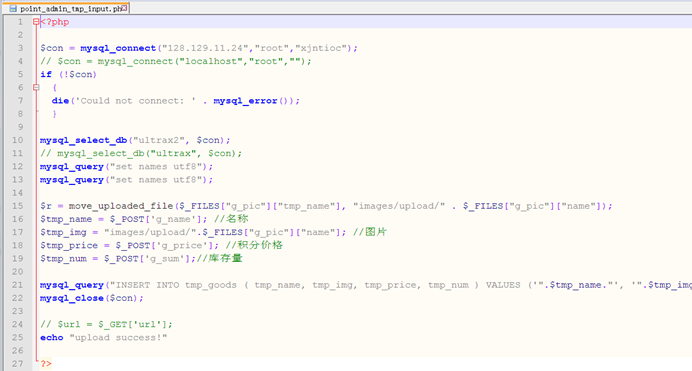 point_admin_tmp_input.ph
1 <?php
2
3 $con = mysql_connect("128.129.11.24","root","xjntioc");
4 // $con = mysql_connect("localhost","root","");
5 if (!$con)
6 {
7 die('Could not connect: ' . mysql_error());
8 }
9
10 mysql_select_db("ultrax2", $con);
11 // mysql_select_db("ultrax", $con);
12 mysql_query("set names utf8");
13 mysql_query("set names utf8");
14
15 $r = move_uploaded_file($_FILES["g_pic"]["tmp_name"], "images/upload/" . $_FILES["g_pic"]["name"]);
16 $tmp_name = $_POST['g_name']; //名称
17 $tmp_img = "images/upload/".$_FILES["g_pic"]["name"]; //图片
18 $tmp_price = $_POST['g_price']; //积分价格
19 $tmp_num = $_POST['g_sum'];//库存量
20
21 mysql_query("INSERT INTO tmp_goods ( tmp_name, tmp_img, tmp_price, tmp_num ) VALUES ('".$tmp_name."', '".$tmp_img
22 mysql_close($con);
23
24 // $url = $_GET['url'];
25 echo "upload success!"
26
27 ?>